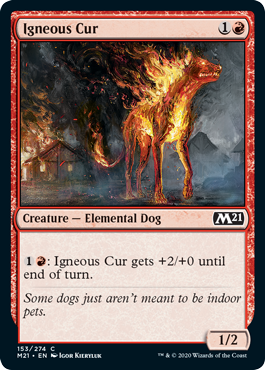 Igneous Cur 1
Creature — Elemental Dog M21
1 : Igneous Cur gets +2/+0 until
end of turn.
Some dogs just aren't meant to be indoor
pets.
1/2
153/274 C
M21 • EN Igor Kieryluk ™ & © 2020 Wizards of the Coast